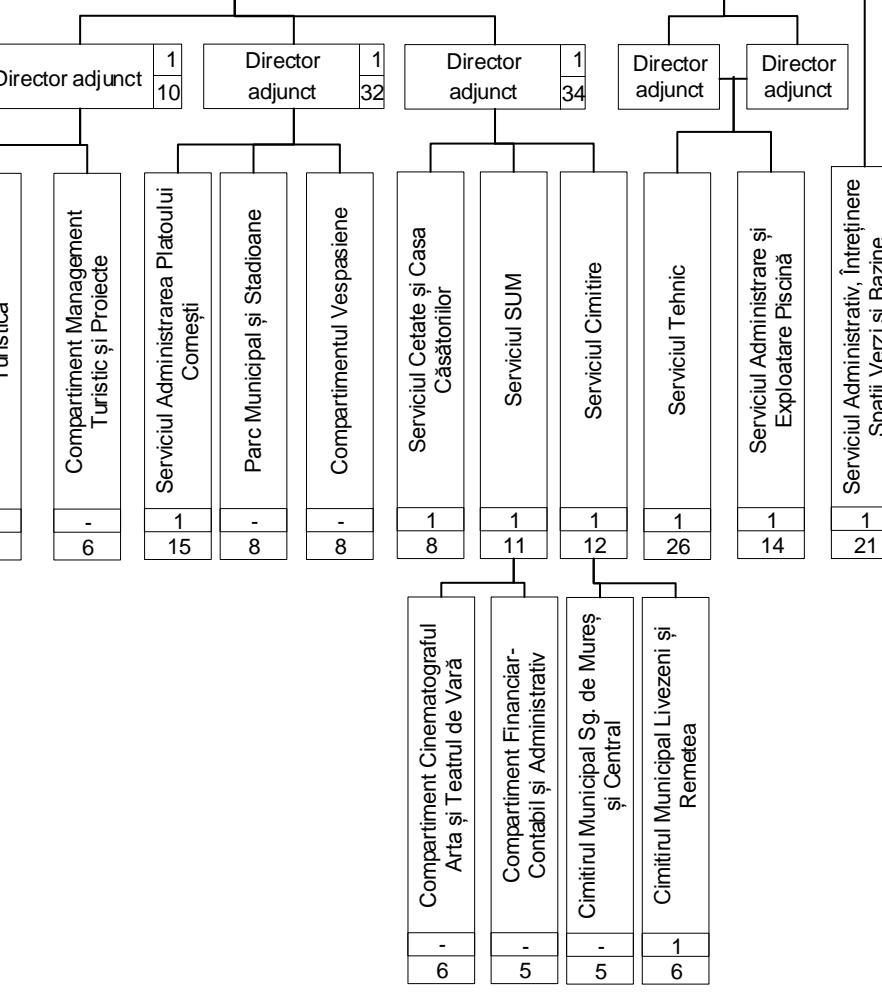 Director adjunct
1
10
Director
adjunct
1
32
Director
adjunct
1
34
Director
adjunct
Director
adjunct
Compartiment Management
Turistic și Proiecte
-
6
Serviciul Administrarea Platoului
Cornești
1
15
Parc Municipal și Stadioane
-
8
Compartimentul Vespasiene
-
8
Serviciul Cetate și Casa
Căsătoriilor
1
8
Serviciul SUM
1
11
Serviciul Cimitire
1
12
Serviciul Tehnic
1
26
Serviciul Administrare și
Exploatare Piscină
1
14
Serviciul Administrativ, Întreținere
Spații Verzi și Bazine
1
21
Compartiment Cinematograful
Arta și Teatrul de Vară
-
6
Compartiment Financiar-
Contabil și Administrativ
-
5
Cimitirul Municipal Sg. de Mureș
și Central
-
5
Cimitirul Municipal Livezeni și
Remetea
1
6